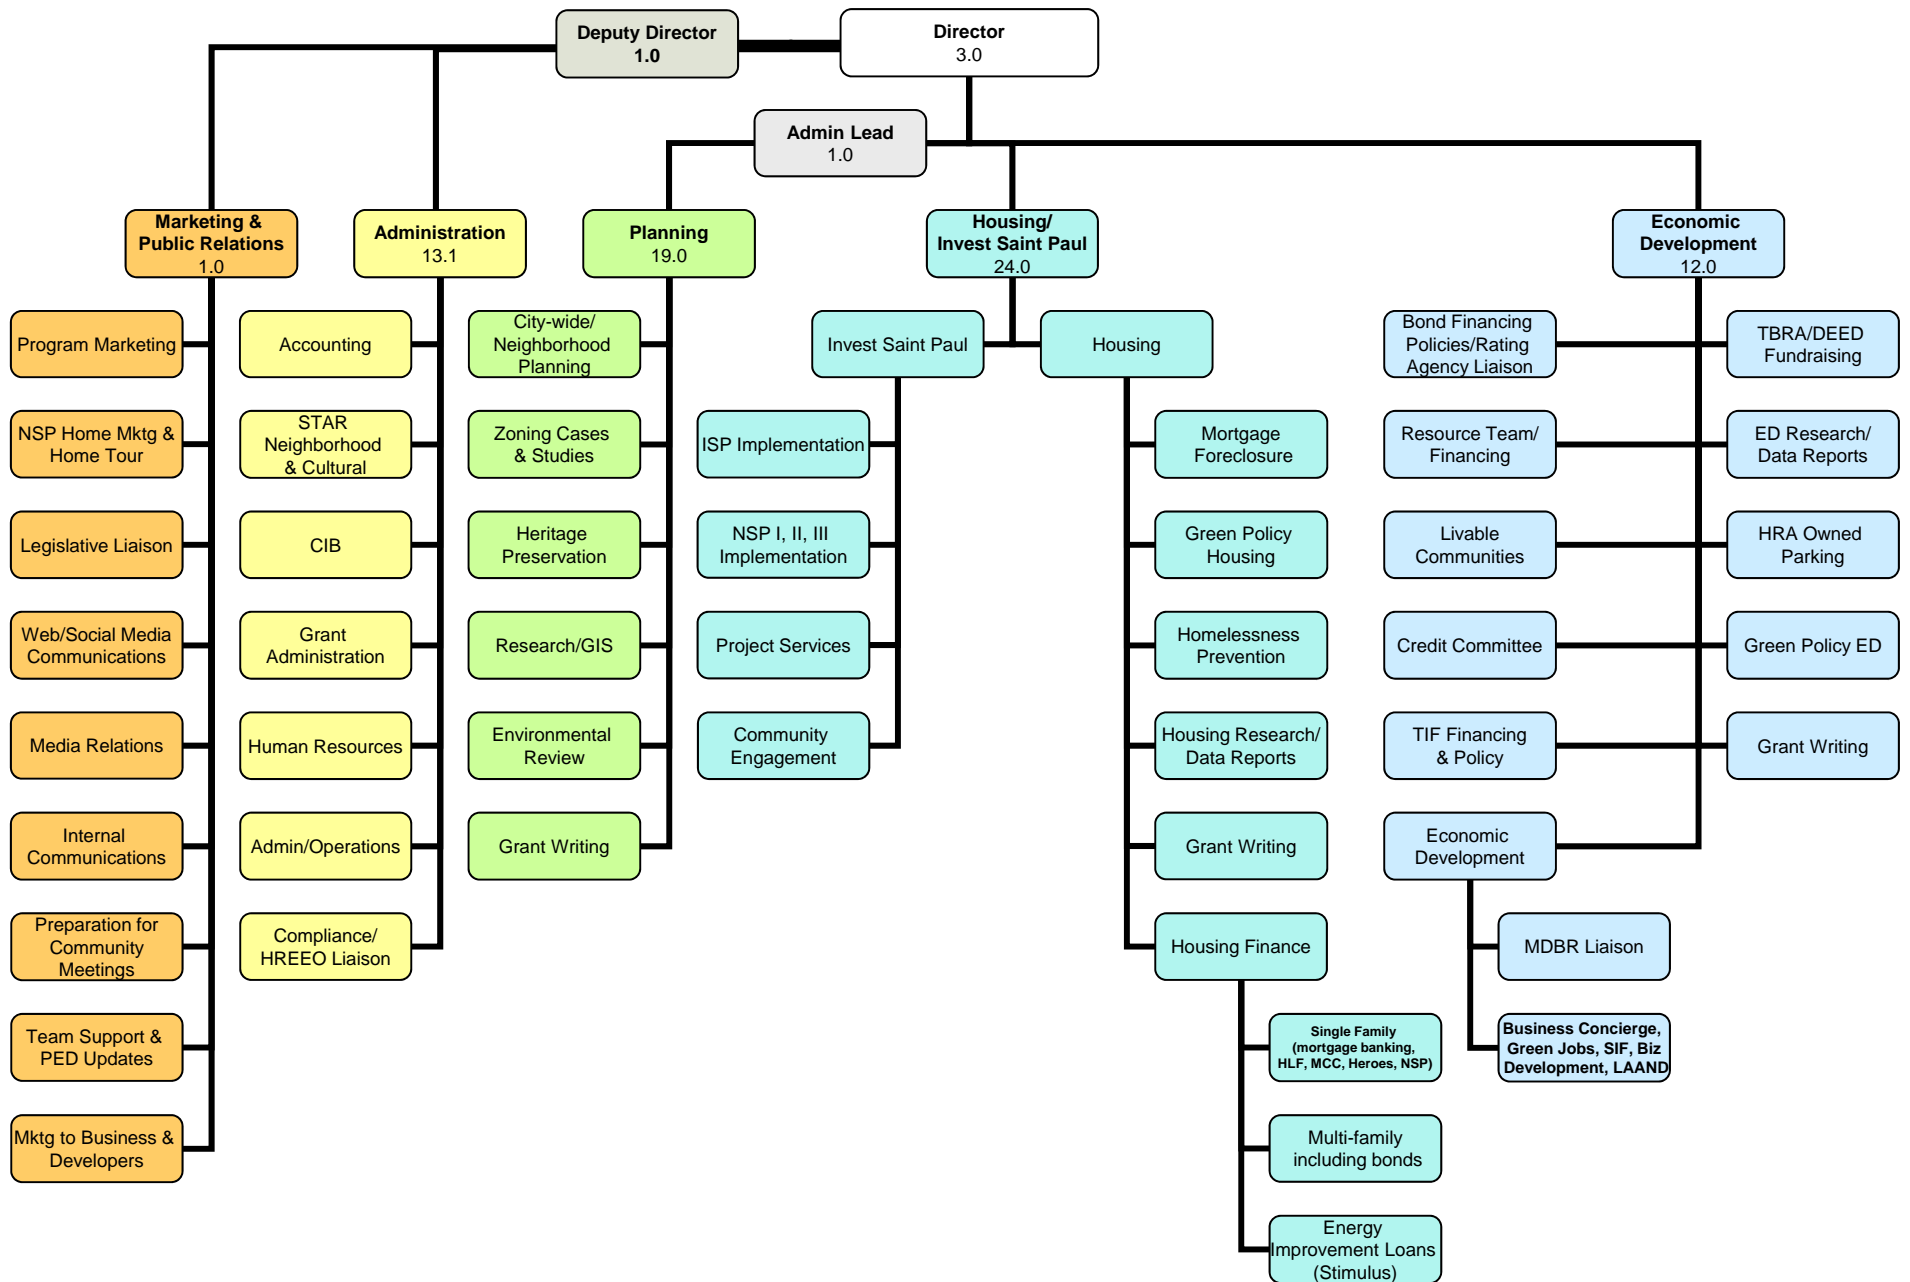 Deputy Director
1.0
Director
3.0
Admin Lead
1.0
Marketing &
Public Relations
1.0
Administration
13.1
Planning
19.0
Housing/
Invest Saint Paul
24.0
Economic
Development
12.0
Program Marketing
NSP Home Mktg &
Home Tour
Legislative Liaison
Web/Social Media
Communications
Media Relations
Internal
Communications
Preparation for
Community
Meetings
Team Support &
PED Updates
Mktg to Business &
Developers
Accounting
STAR
Neighborhood
& Cultural
CIB
Grant
Administration
Human Resources
Admin/Operations
Compliance/
HREEO Liaison
City-wide/
Neighborhood
Planning
Zoning Cases
& Studies
Heritage
Preservation
Research/GIS
Environmental
Review
Grant Writing
Invest Saint Paul
ISP Implementation
NSP I, II, III
Implementation
Project Services
Community
Engagement
Housing
Mortgage
Foreclosure
Green Policy
Housing
Homelessness
Prevention
Housing Research/
Data Reports
Grant Writing
Housing Finance
Single Family
(mortgage banking,
HLF, MCC, Heroes, NSP)
Multi-family
including bonds
Energy
Improvement Loans
(Stimulus)
Bond Financing
Policies/Rating
Agency Liaison
Resource Team/
Financing
Livable
Communities
Credit Committee
TIF Financing
& Policy
Economic
Development
MDBR Liaison
Business Concierge,
Green Jobs, SIF, Biz
Development, LAAND
TBRA/DEED
Fundraising
ED Research/
Data Reports
HRA Owned
Parking
Green Policy ED
Grant Writing